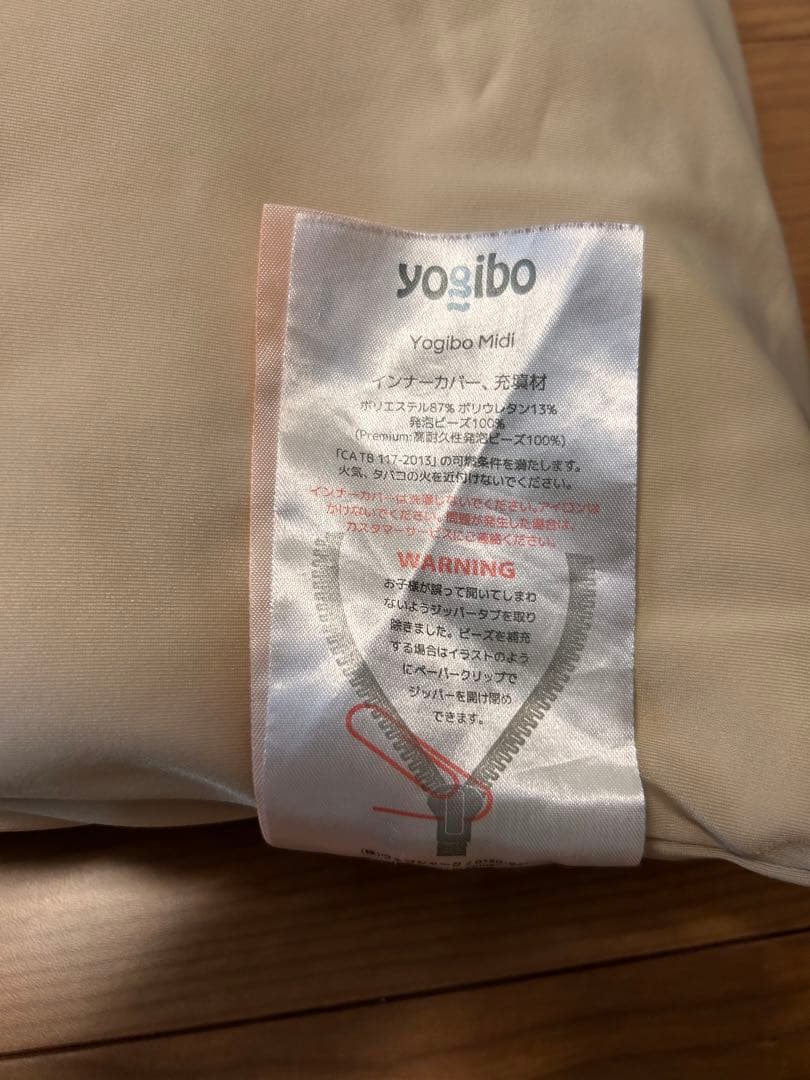 yogibo
Yogibo Midi
インナーカバー、充填材
ポリエステル87% ポリウレタン13%
発泡ビーズ100%
(Premium:高耐久性発泡ビーズ100%)
「CA TB 117-2013」の可燃条件を満たします。
火気、タバコの火を近付けないでください。
インナーカバーは洗濯しないでください。アイロンは
かけないでください。問題が発生した場合は、
カスタマーサービスにご連絡ください。
WARNING
お子様が誤って開いてしまわ
ないようジッパータブを取り
除きました。ビーズを補充
する場合はイラストのよう
にペーパークリップで
ジッパーを開け閉め
できます。